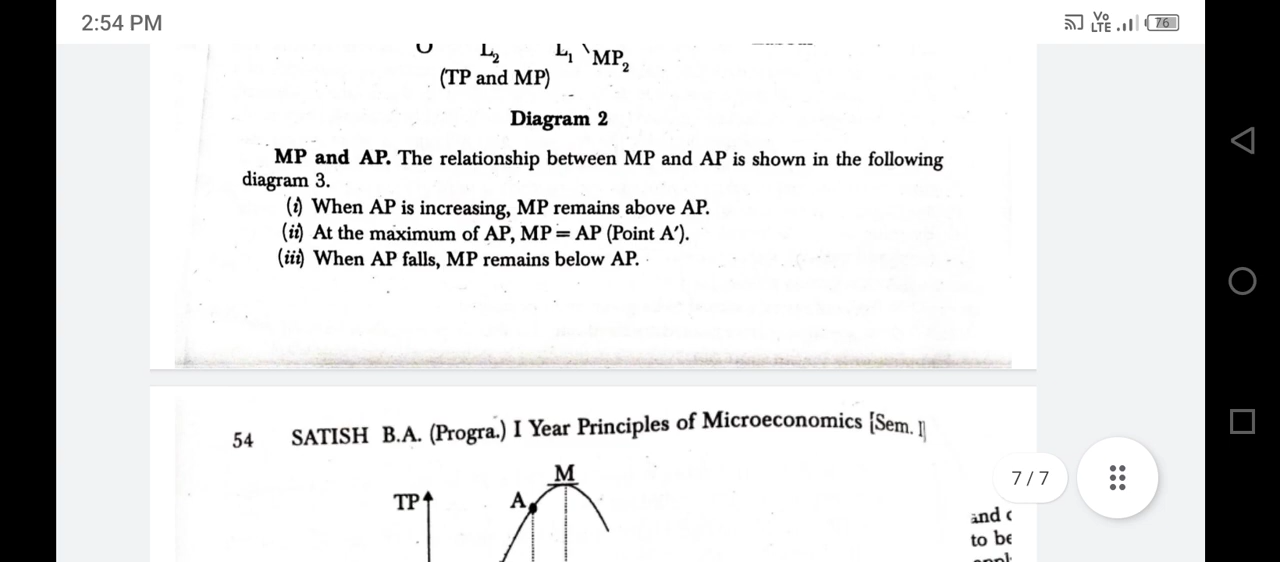 2:54 PM
Vo
LTE
76
O L₂ L₁ MP₂
(TP and MP)
Diagram 2
MP and AP. The relationship between MP and AP is shown in the following
diagram 3.
(i) When AP is increasing, MP remains above AP.
(ii) At the maximum of AP, MP = AP (Point A′).
(iii) When AP falls, MP remains below AP.
54 SATISH B.A. (Progra.) I Year Principles of Microeconomics [Sem. I]
M
TP A
7 / 7
and
to be